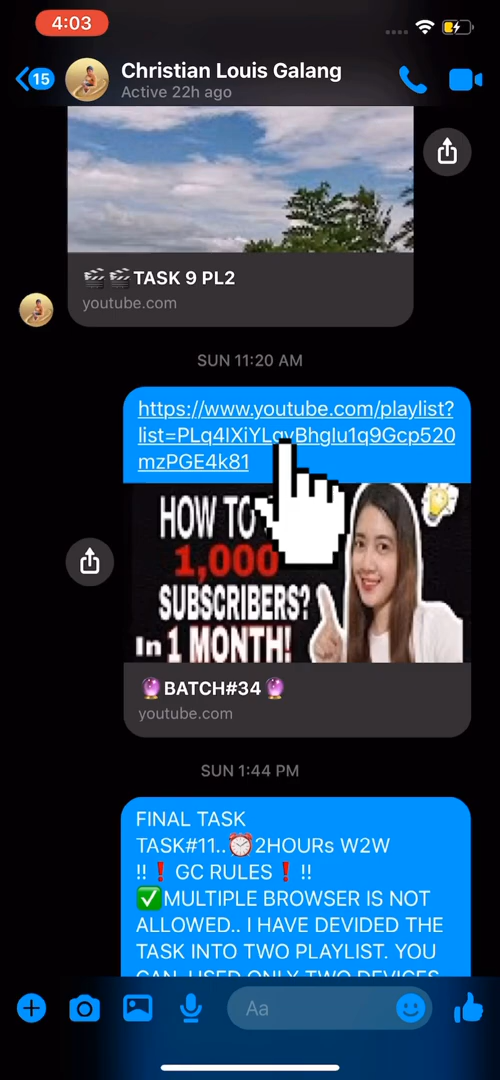 4:03
15
Christian Louis Galang
Active 22h ago
🎬🎬TASK 9 PL2
youtube.com
SUN 11:20 AM
https://www.youtube.com/playlist?
mzPGE4k81
HOW TO
1,000
SUBSCRIBERS?
In 1 MONTH!
🔮BATCH#34🔮
youtube.com
SUN 1:44 PM
FINAL TASK
TASK#11..⏰2HOURs W2W
!!❗GC RULES❗!!
✅MULTIPLE BROWSER IS NOT
ALLOWED.. I HAVE DEVIDED THE
TASK INTO TWO PLAYLIST. YOU
CAN USED ONLY TWO DEVICES
Aa